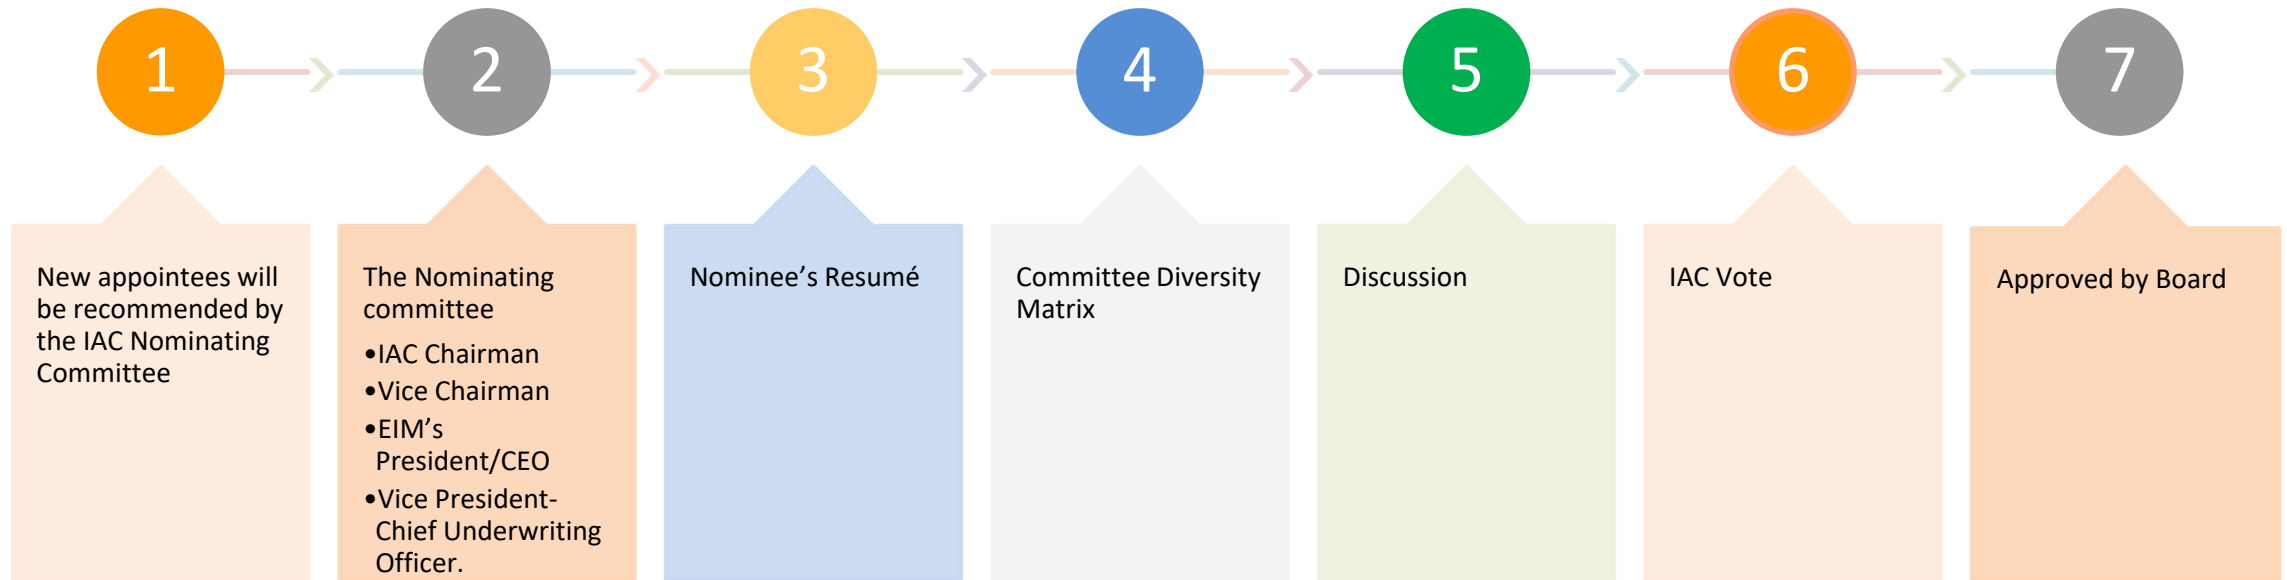 1
2
3
4
5
6
7
New appointees will
be recommended by
the IAC Nominating
Committee
The Nominating
committee
•IAC Chairman
•Vice Chairman
•EIM’s
President/CEO
•Vice President-
Chief Underwriting
Officer.
Nominee’s Resumé
Committee Diversity
Matrix
Discussion
IAC Vote
Approved by Board